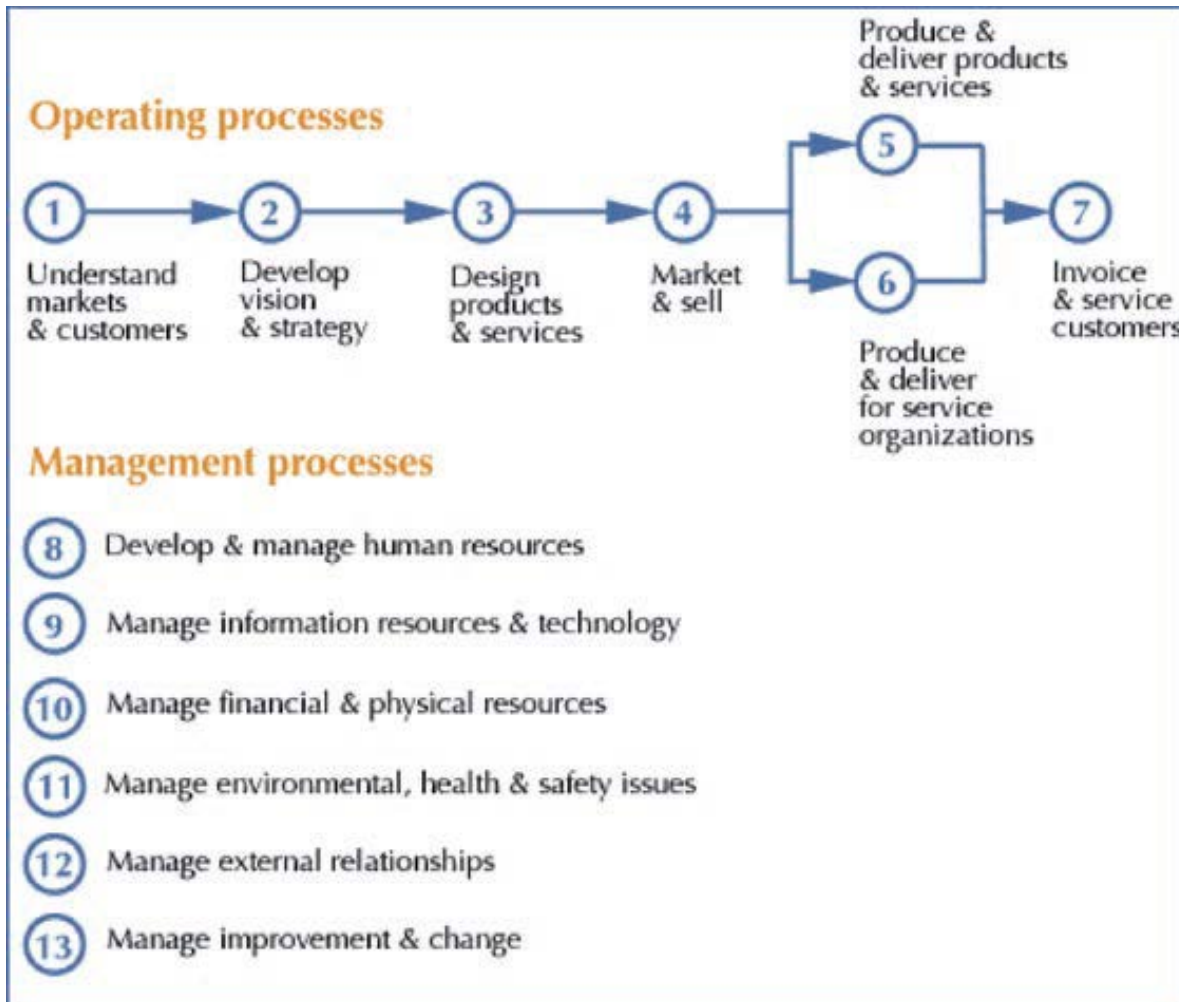 Operating processes
1
Understand
markets
& customers
2
Develop
vision
& strategy
3
Design
products
& services
4
Market
& sell
Produce &
deliver products
& services
5
6
Produce
& deliver
for service
organizations
7
Invoice
& service
customers
Management processes
8 Develop & manage human resources
9 Manage information resources & technology
10 Manage financial & physical resources
11 Manage environmental, health & safety issues
12 Manage external relationships
13 Manage improvement & change